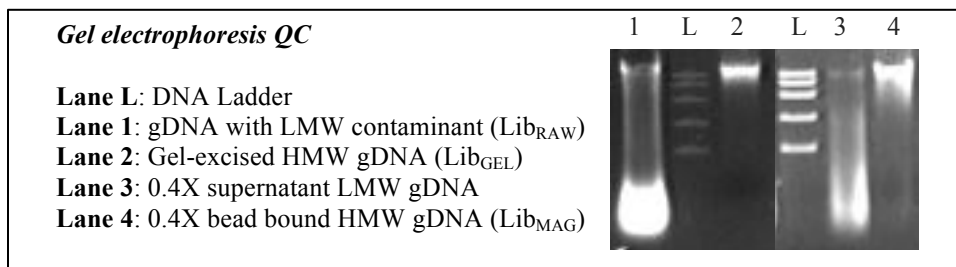 Gel electrophoresis QC
1 L 2 L 3 4
Lane L: DNA Ladder
Lane 1: gDNA with LMW contaminant (LibRAW)
Lane 2: Gel-excised HMW gDNA (LibGEL)
Lane 3: 0.4X supernatant LMW gDNA
Lane 4: 0.4X bead bound HMW gDNA (LibMAG)